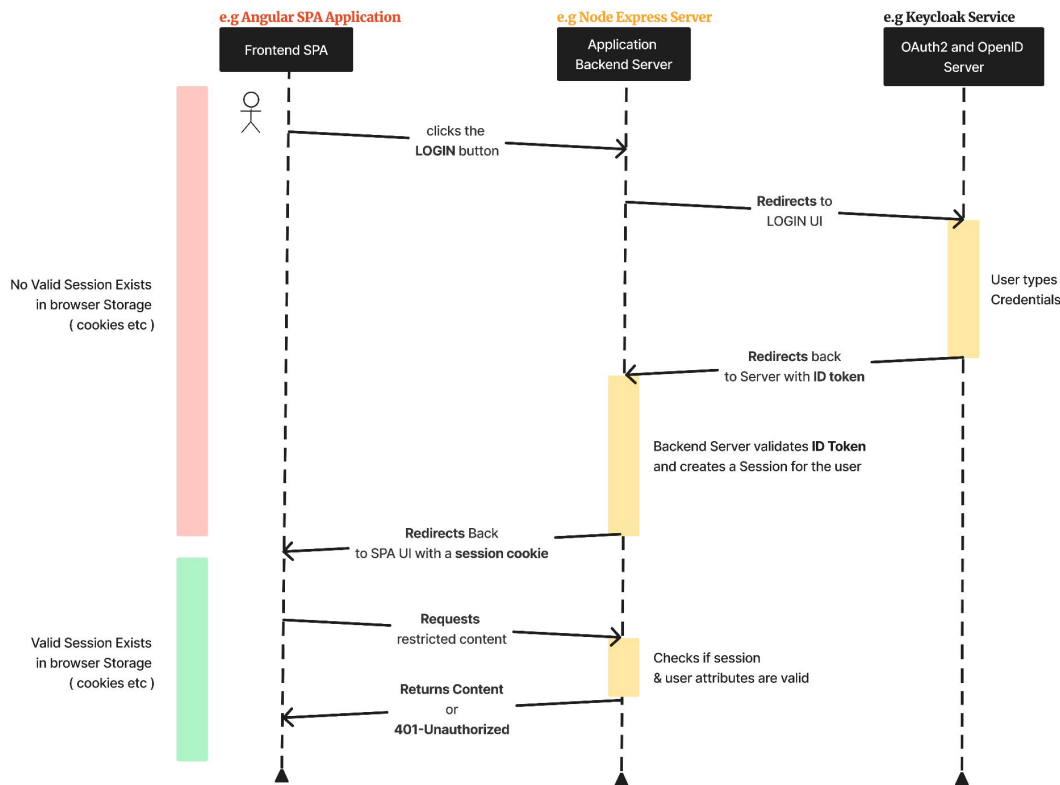 e.g Angular SPA Application
e.g Node Express Server
e.g Keycloak Service
Frontend SPA
Application
Backend Server
OAuth2 and OpenID
Server
clicks the
LOGIN button
Redirects to
LOGIN UI
No Valid Session Exists
in browser Storage
( cookies etc )
User types
Credentials
Redirects back
to Server with ID token
Backend Server validates ID Token
and creates a Session for the user
Redirects Back
to SPA UI with a session cookie
Requests
restricted content
Valid Session Exists
in browser Storage
( cookies etc )
Checks if session
& user attributes are valid
Returns Content
or
401-Unauthorized